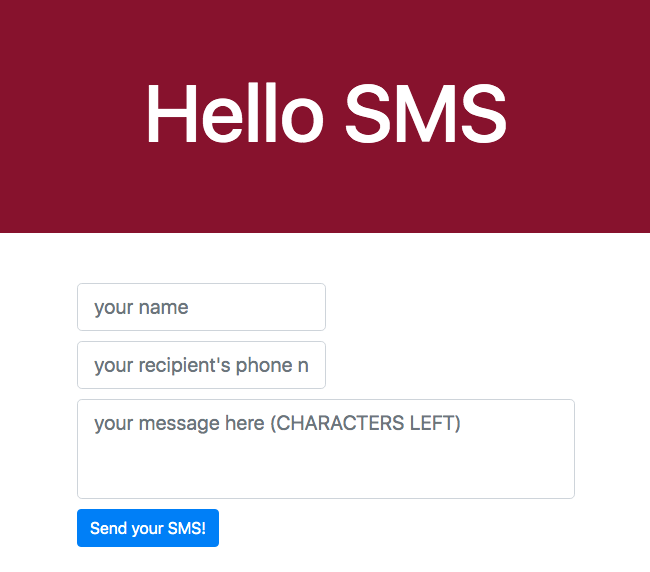 Hello SMS
your name
your recipient's phone n
your message here (CHARACTERS LEFT)
Send your SMS!